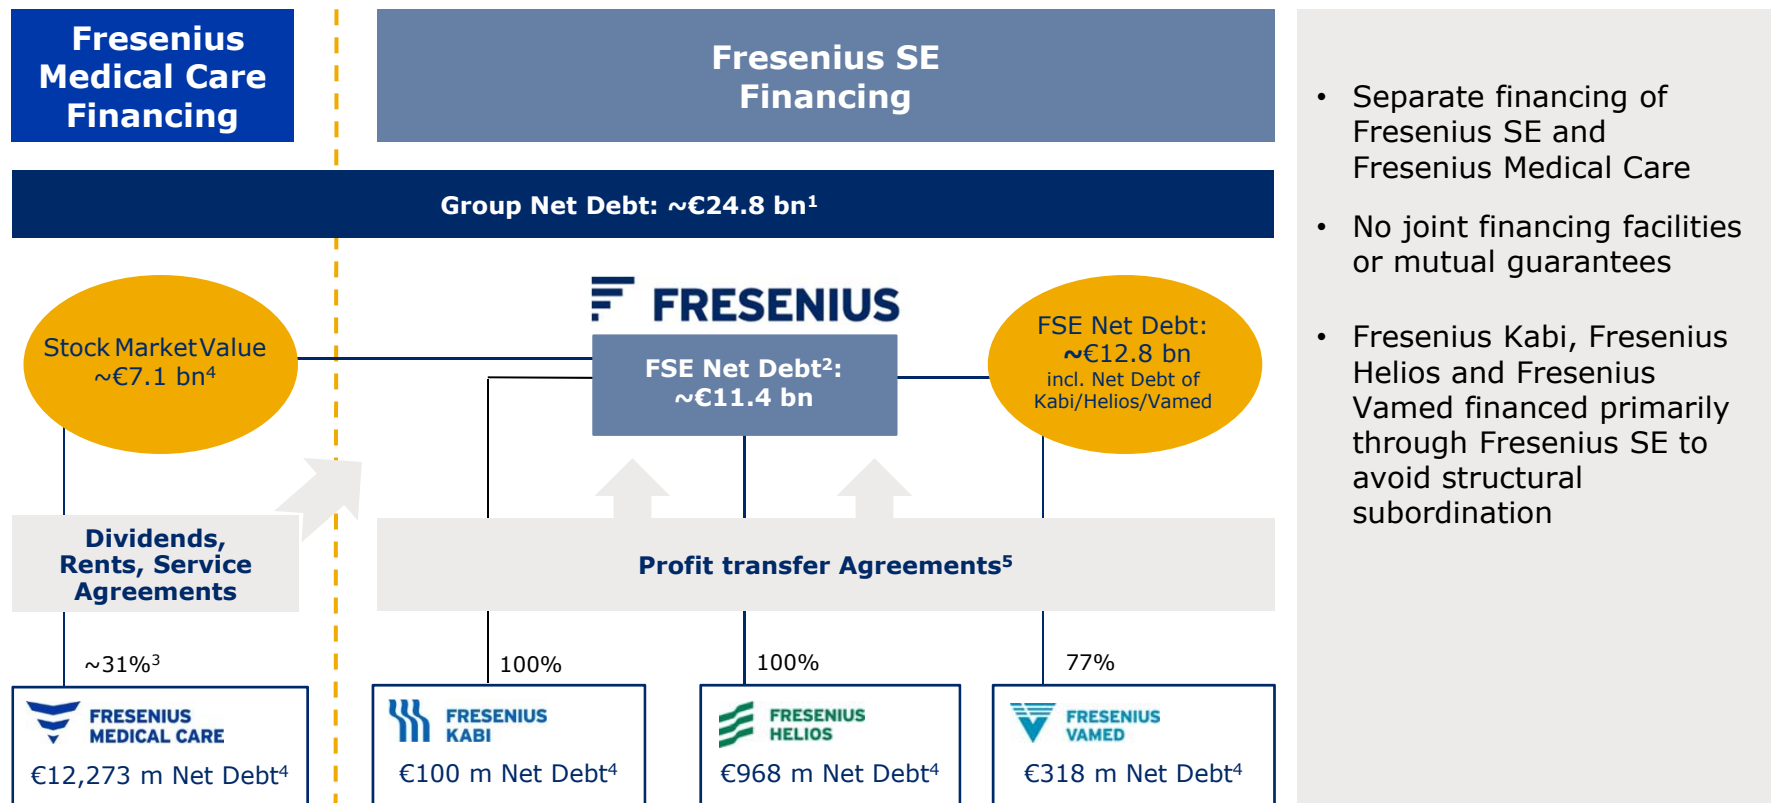 Fresenius
Medical Care
Financing
Fresenius SE
Financing
Group Net Debt: ~€24.8 bn¹
Stock Market Value
~€7.1 bn⁴
FRESENIUS
FSE Net Debt²:
~€11.4 bn
FSE Net Debt:
~€12.8 bn
incl. Net Debt of
Kabi/Helios/Vamed
Dividends,
Rents, Service
Agreements
Profit transfer Agreements⁵
~31%³
100%
100%
77%
FRESENIUS
MEDICAL CARE
€12,273 m Net Debt⁴
FRESENIUS
KABI
€100 m Net Debt⁴
FRESENIUS
HELIOS
€968 m Net Debt⁴
FRESENIUS
VAMED
€318 m Net Debt⁴
• Separate financing of
Fresenius SE and
Fresenius Medical Care
• No joint financing facilities
or mutual guarantees
• Fresenius Kabi, Fresenius
Helios and Fresenius
Vamed financed primarily
through Fresenius SE to
avoid structural
subordination